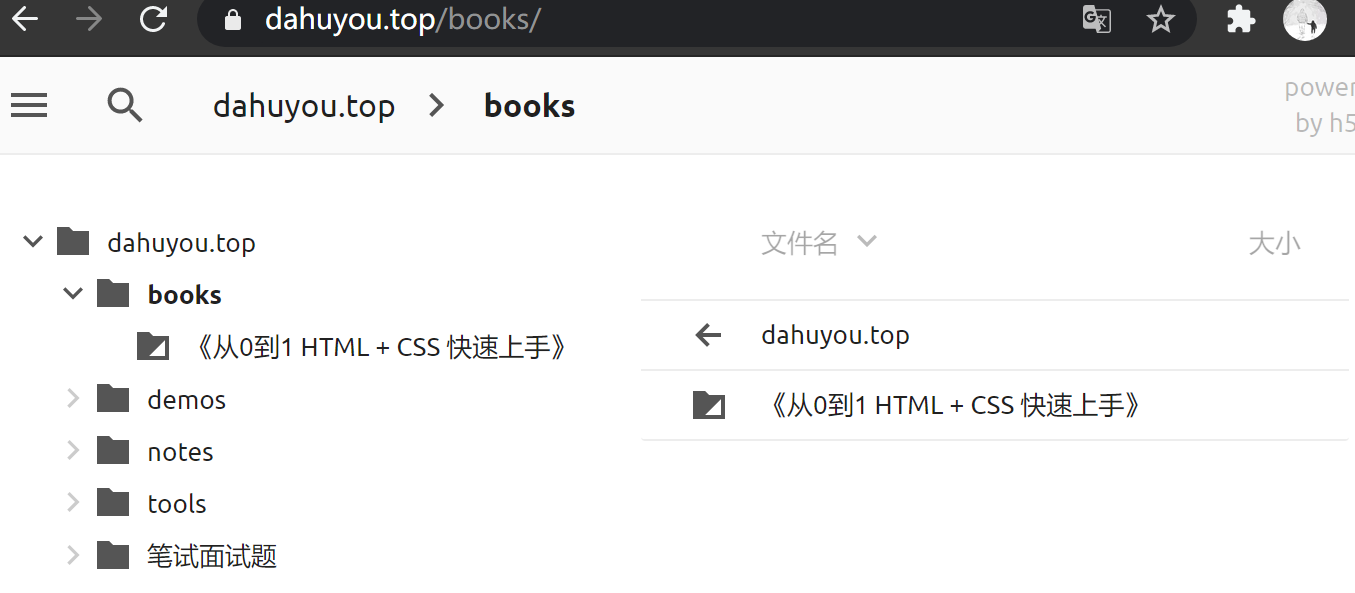 dahuyou.top/books/
dahuyou.top > books
power
by h5
dahuyou.top
books
《从0到1 HTML + CSS 快速上手》
demos
notes
tools
笔试面试题
文件名 大小
dahuyou.top
《从0到1 HTML + CSS 快速上手》